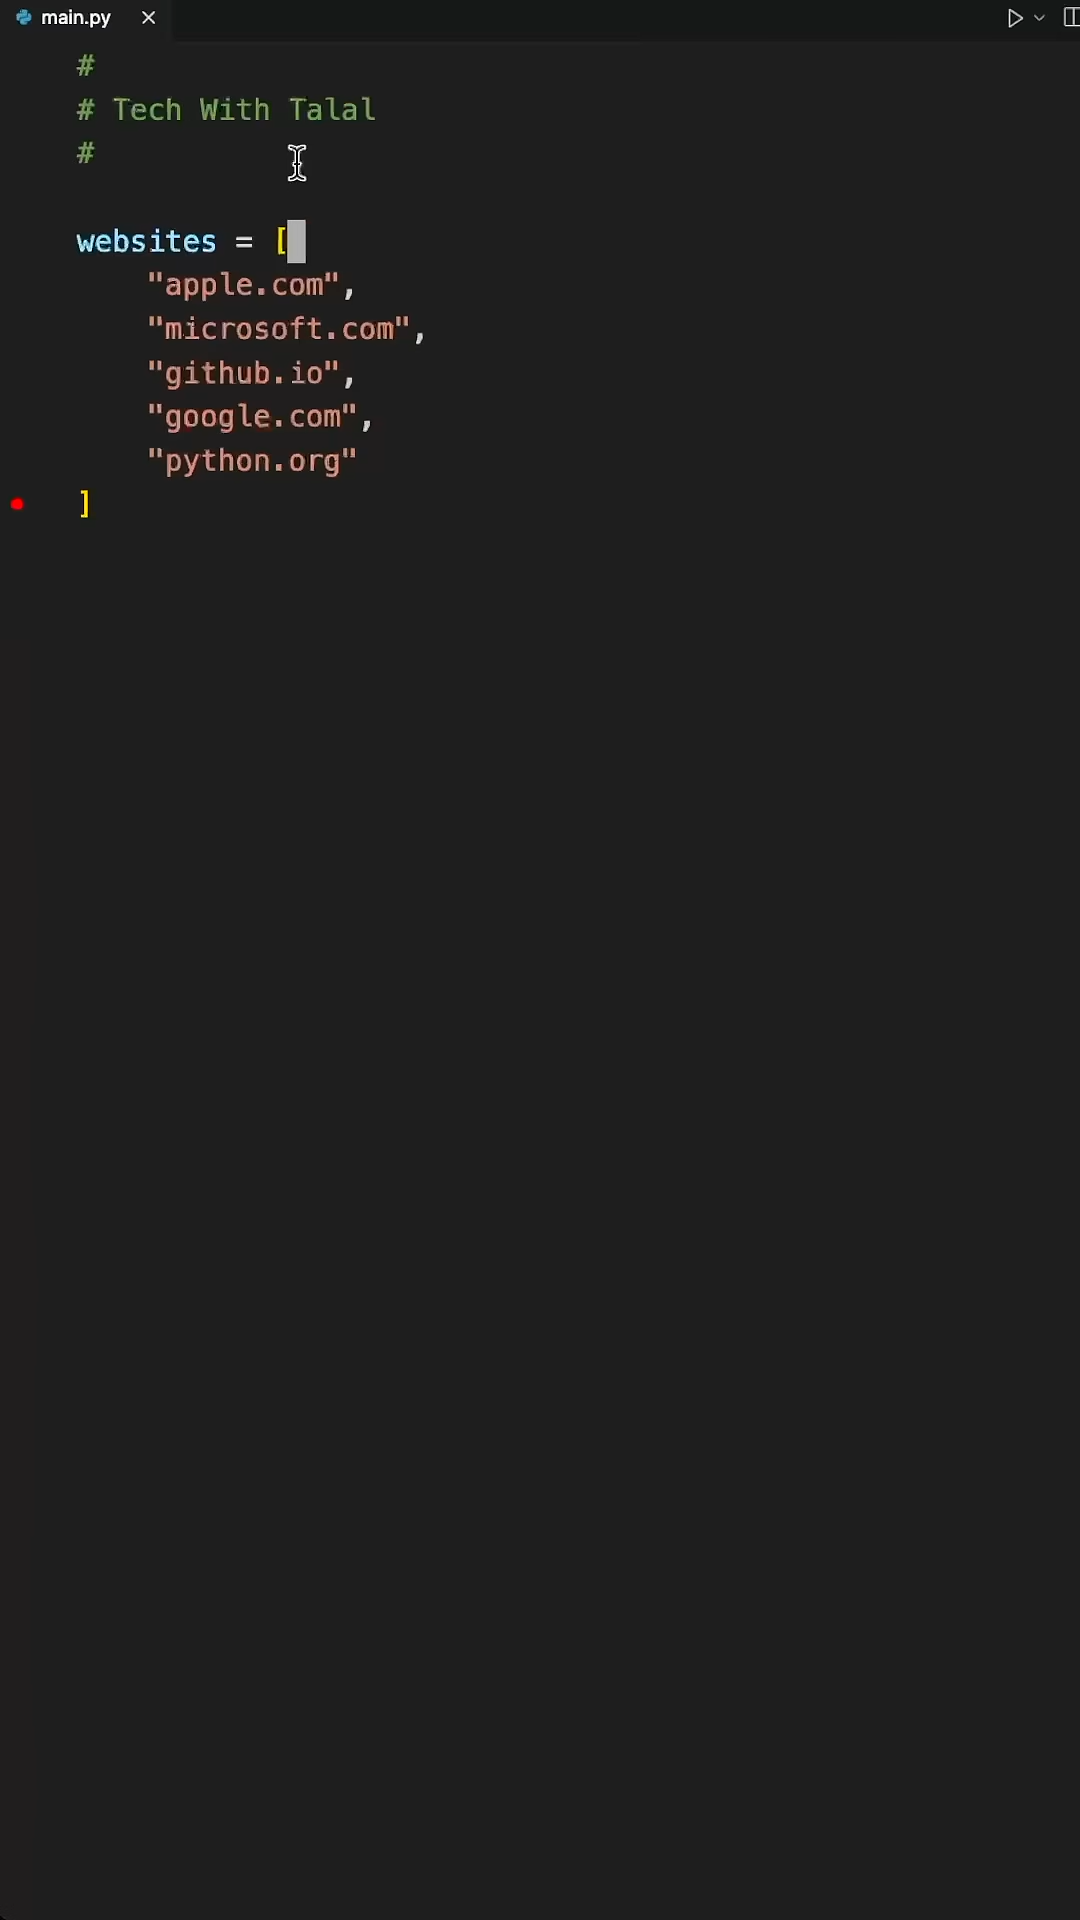 main.py
#
# Tech With Talal
#
websites = [
"apple.com",
"microsoft.com",
"github.io",
"google.com",
"python.org"
]